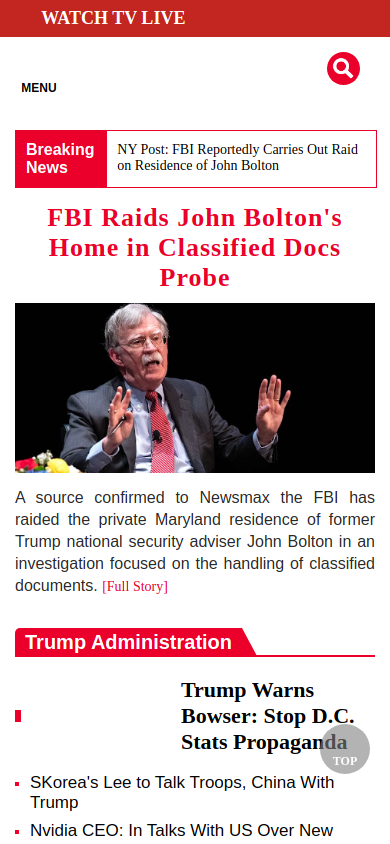 WATCH TV LIVE
MENU
Breaking
News
NY Post: FBI Reportedly Carries Out Raid
on Residence of John Bolton
FBI Raids John Bolton's
Home in Classified Docs
Probe
A source confirmed to Newsmax the FBI has
raided the private Maryland residence of former
Trump national security adviser John Bolton in an
investigation focused on the handling of classified
documents. [Full Story]
Trump Administration
Trump Warns
Bowser: Stop D.C.
Stats Propaganda
TOP
SKorea's Lee to Talk Troops, China With
Trump
Nvidia CEO: In Talks With US Over New